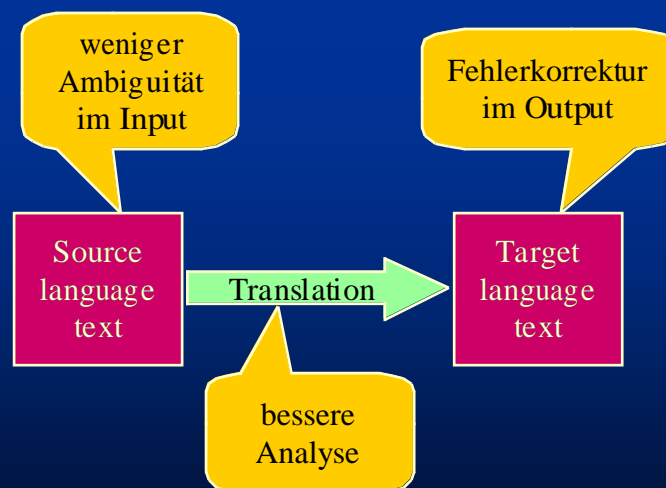 weniger
Ambiguität
im Input
Fehlerkorrektur
im Output
Source
language
text
Translation
Target
language
text
bessere
Analyse